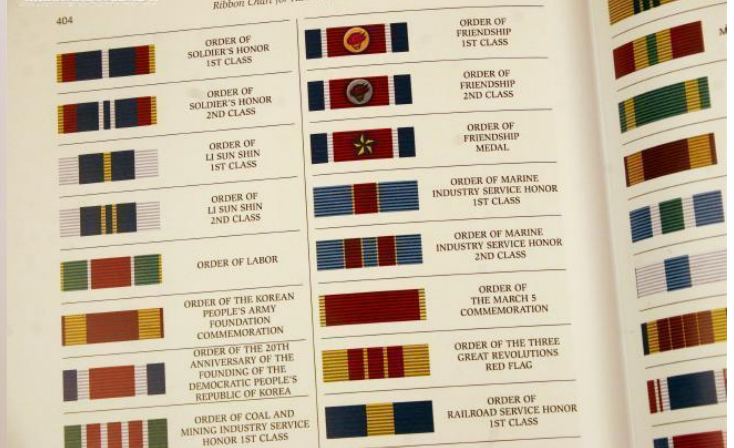 Ribbon Chart for
404
ORDER OF
SOLDIER'S HONOR
1ST CLASS
ORDER OF
SOLDIER'S HONOR
2ND CLASS
ORDER OF
LI SUN SHIN
1ST CLASS
ORDER OF
LI SUN SHIN
2ND CLASS
ORDER OF LABOR
ORDER OF THE KOREAN
PEOPLE'S ARMY
FOUNDATION
COMMEMORATION
ORDER OF THE 20TH
ANNIVERSARY OF THE
FOUNDING OF THE
DEMOCRATIC PEOPLE'S
REPUBLIC OF KOREA
ORDER OF COAL AND
MINING INDUSTRY SERVICE
HONOR 1ST CLASS
ORDER OF
FRIENDSHIP
1ST CLASS
ORDER OF
FRIENDSHIP
2ND CLASS
ORDER OF
FRIENDSHIP
MEDAL
ORDER OF MARINE
INDUSTRY SERVICE HONOR
1ST CLASS
ORDER OF MARINE
INDUSTRY SERVICE HONOR
2ND CLASS
ORDER OF
THE MARCH 5
COMMEMORATION
ORDER OF THE THREE
GREAT REVOLUTIONS
RED FLAG
ORDER OF
RAILROAD SERVICE HONOR
1ST CLASS